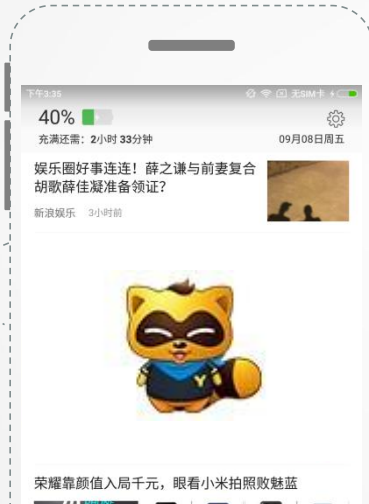 下午3:35
无SIM卡
40%
充满还需：2小时 33分钟
09月08日周五
娱乐圈好事连连！薛之谦与前妻复合
胡歌薛佳凝准备领证？
新浪娱乐 3小时前
Y
荣耀靠颜值入局千元，眼看小米拍照败魅蓝